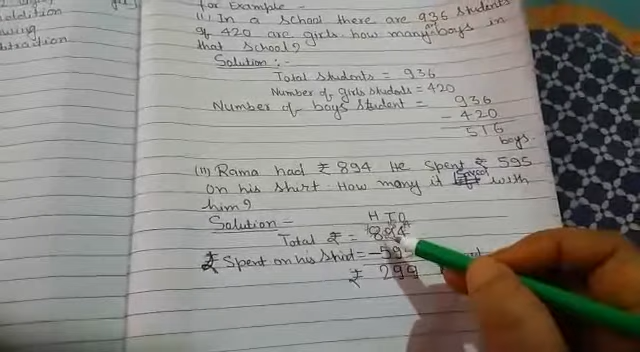 addition
for Example -
(i) In a school there are 936 students
of 420 are girls. how many boys in
that school?
Solution :-
Total students = 936
Number of girls students = 420
Number of boys student = 936
- 420
516
boys.
(ii) Rama had ₹ 894 He spent ₹ 595
on his shirt. How many it with
him?
Solution -
H T O
Total ₹ = 894
₹ Spent on his shirt = - 595
₹ 299